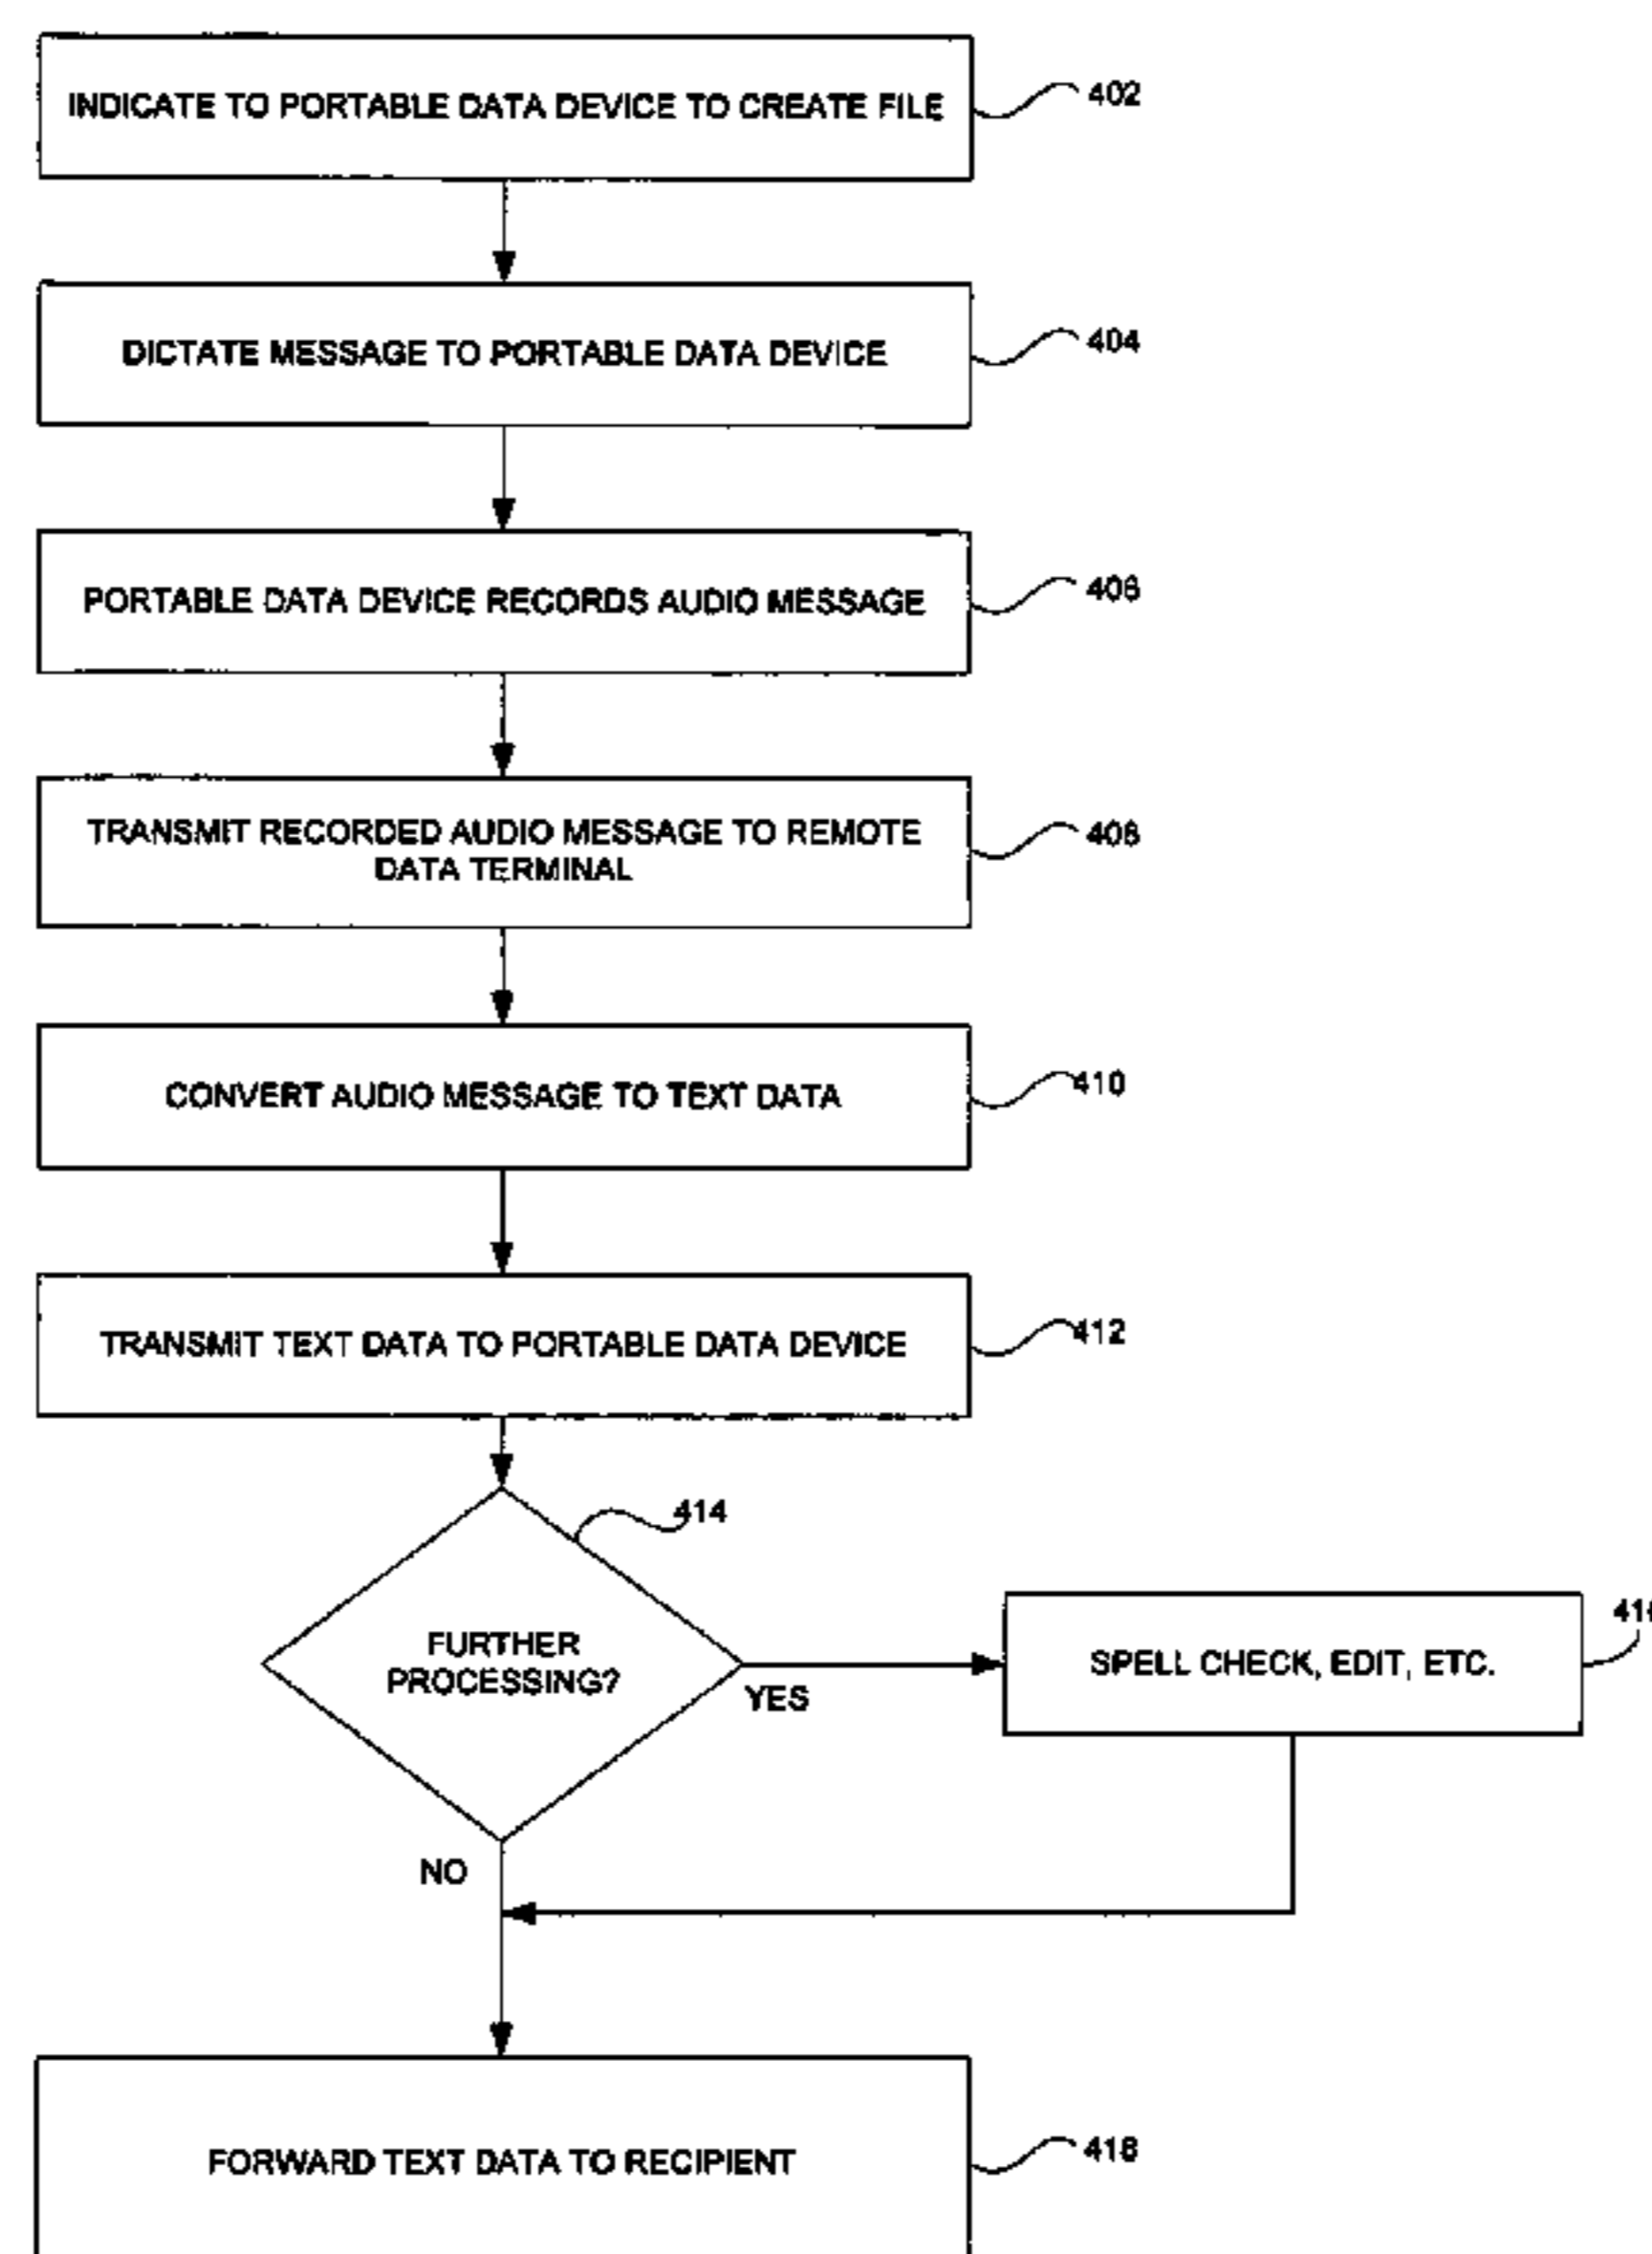 INDICATE TO PORTABLE DATA DEVICE TO CREATE FILE
402
DICTATE MESSAGE TO PORTABLE DATA DEVICE
404
PORTABLE DATA DEVICE RECORDS AUDIO MESSAGE
406
TRANSMIT RECORDED AUDIO MESSAGE TO REMOTE
DATA TERMINAL
408
CONVERT AUDIO MESSAGE TO TEXT DATA
410
TRANSMIT TEXT DATA TO PORTABLE DATA DEVICE
412
414
FURTHER
PROCESSING?
YES
SPELL CHECK, EDIT, ETC.
NO
FORWARD TEXT DATA TO RECIPIENT
418